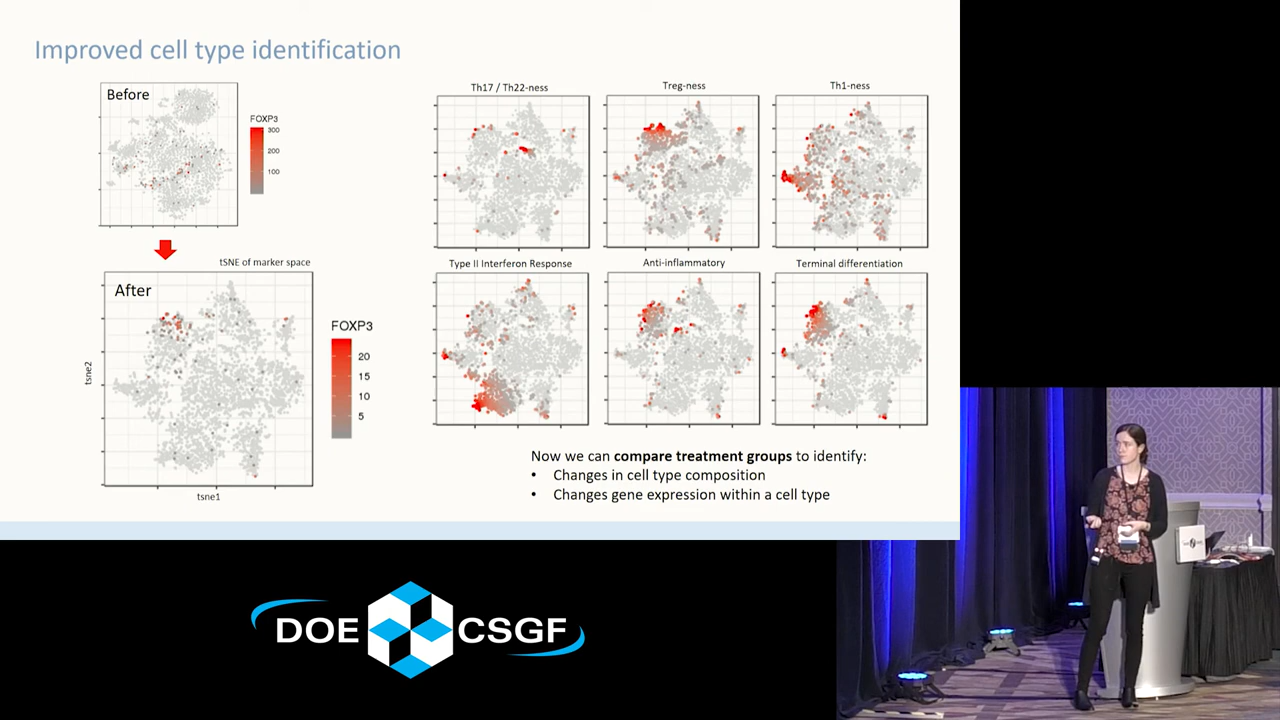 Improved cell type identification
Before
FOXP3
300
200
100
tSNE of marker space
After
FOXP3
20
15
10
5
tsne2
tsne1
Th17 / Th22-ness
Treg-ness
Th1-ness
Type II Interferon Response
Anti-inflammatory
Terminal differentiation
Now we can compare treatment groups to identify:
• Changes in cell type composition
• Changes gene expression within a cell type
DOE CSGF